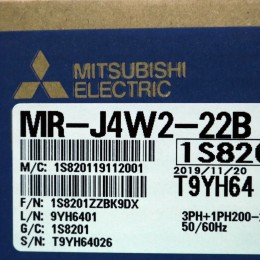 MITSUBISHI
ELECTRIC
MR-J4W2-22B
1S820
M/C: 1S820119112001
2019/11/20
T9YH64
F/N: 1S8201ZZBK9DX
L/N: 9YH6401
G/C: 1S8201
S/N: T9YH64026
3PH+1PH200-
50/60Hz